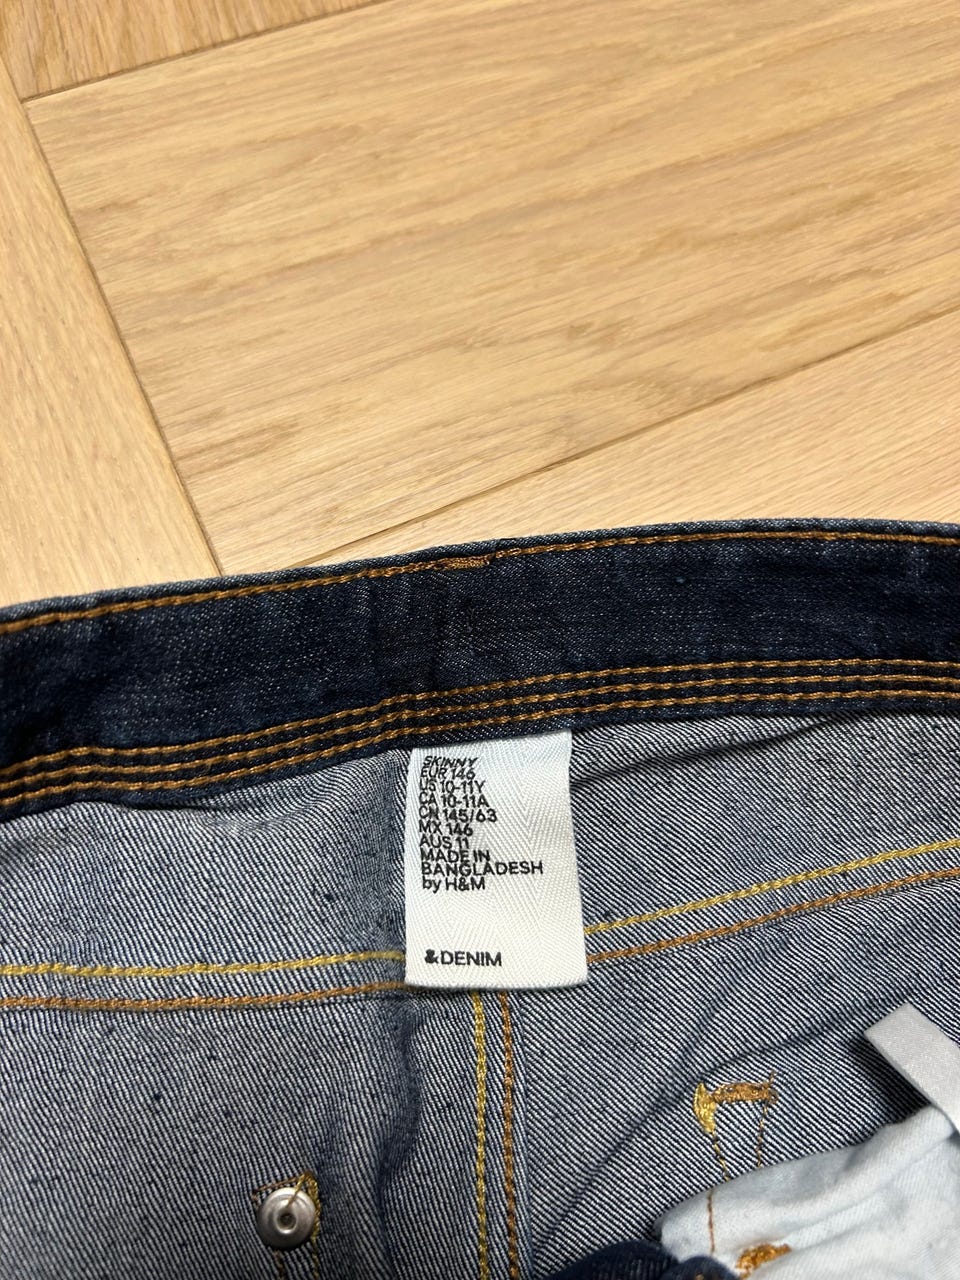 SKINNY
EUR 146
US 10-11Y
CA 10-11A
CN 145/63
MX 146
AUS 11
MADE IN
BANGLADESH
by H&M
&DENIM